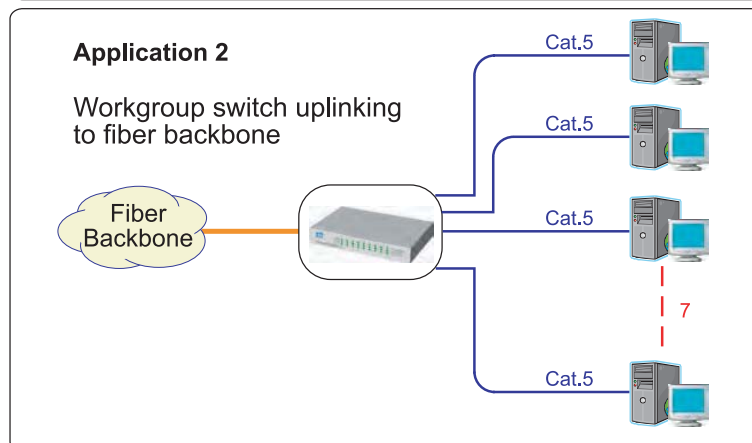 Application 2
Workgroup switch uplinking
to fiber backbone
Fiber
Backbone
Cat.5
Cat.5
Cat.5
7
Cat.5